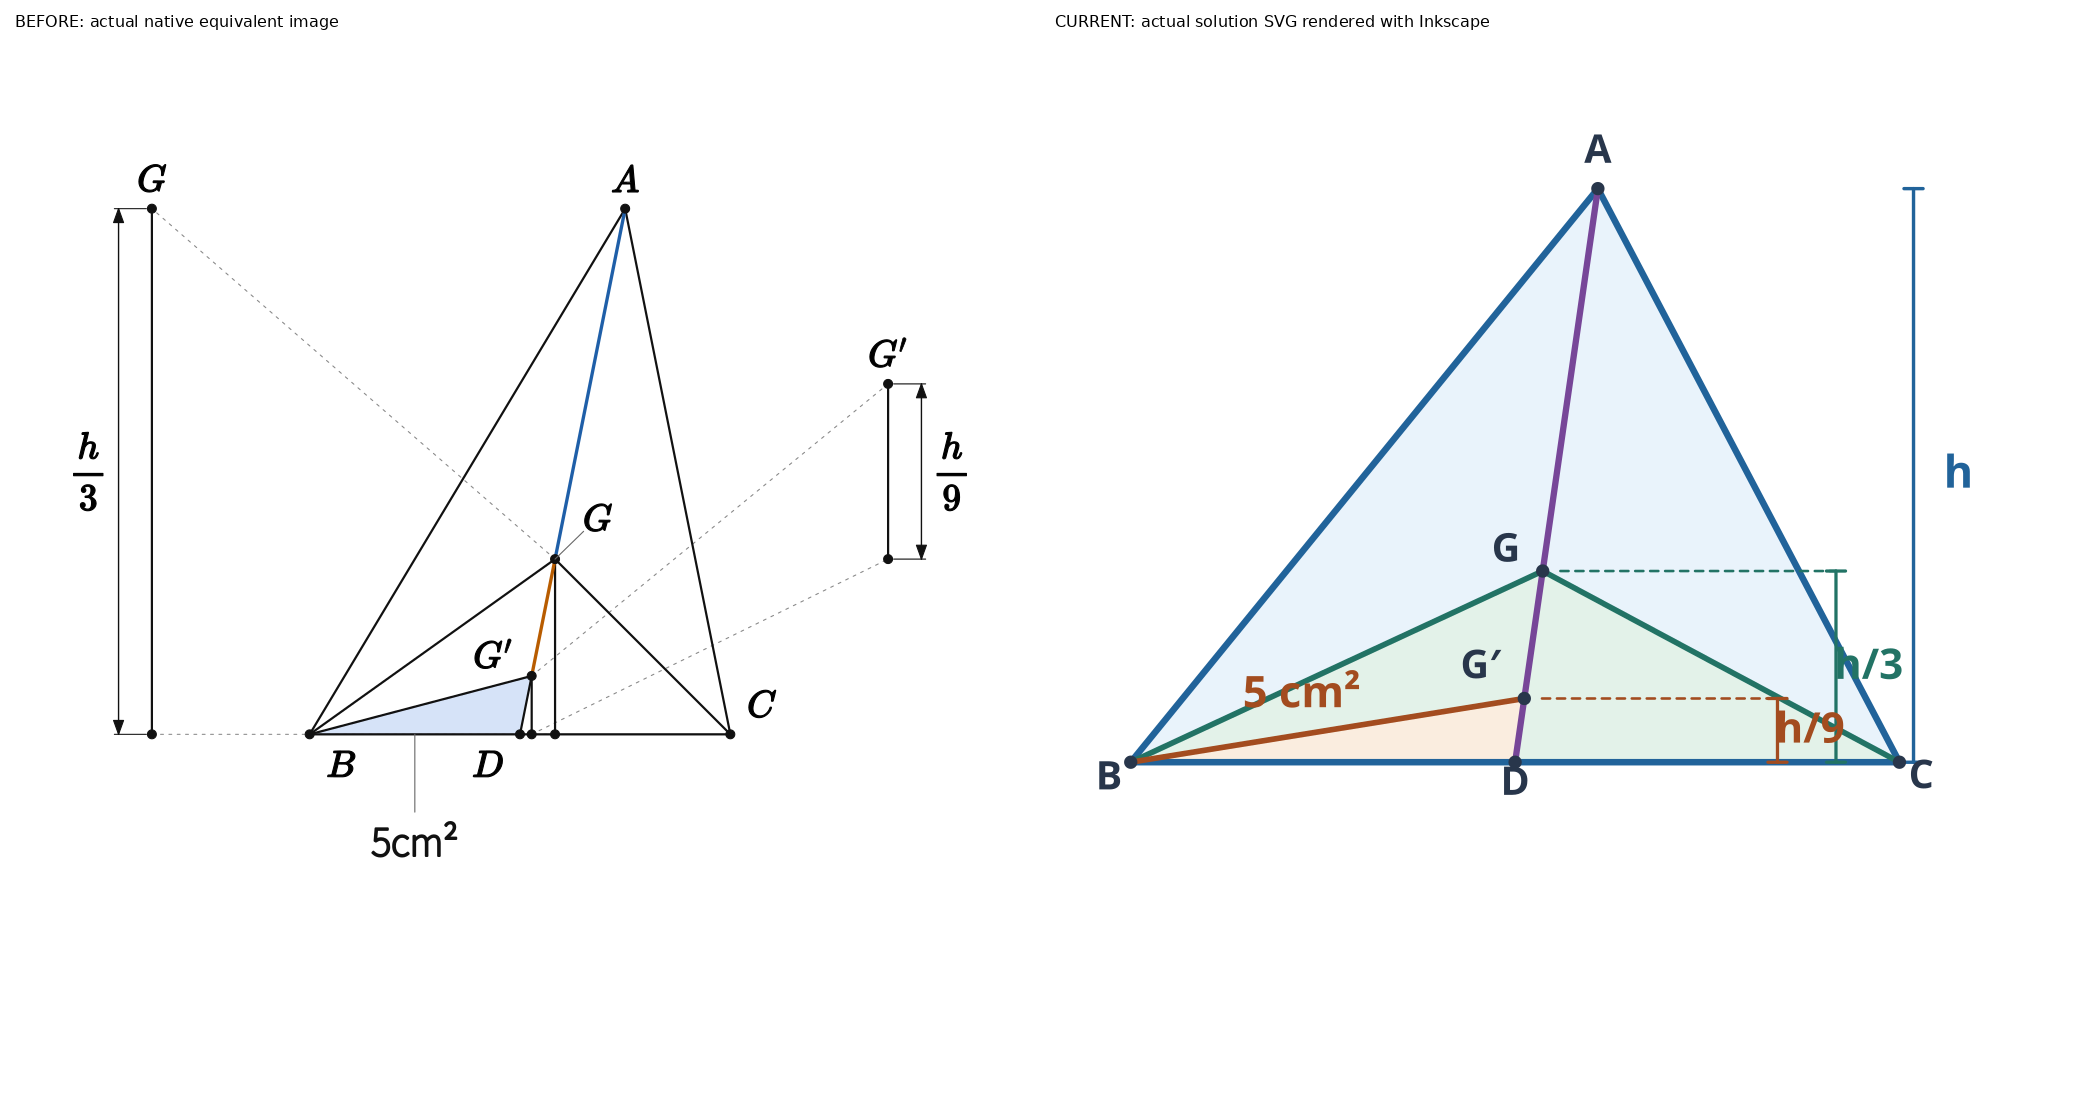 BEFORE: actual native equivalent image
CURRENT: actual solution SVG rendered with Inkscape
G
A
G′
h/3
h/9
G
G′
C
B
D
5cm²
A
h
G
G′
h/3
5 cm²
h/9
B
D
C